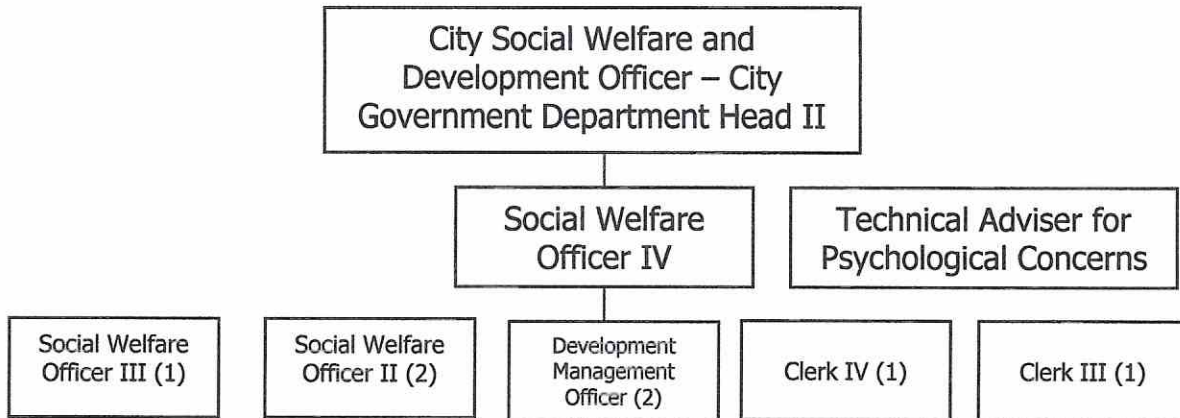 City Social Welfare and
Development Officer – City
Government Department Head II
Social Welfare
Officer IV
Technical Adviser for
Psychological Concerns
Social Welfare
Officer III (1)
Social Welfare
Officer II (2)
Development
Management
Officer (2)
Clerk IV (1)
Clerk III (1)